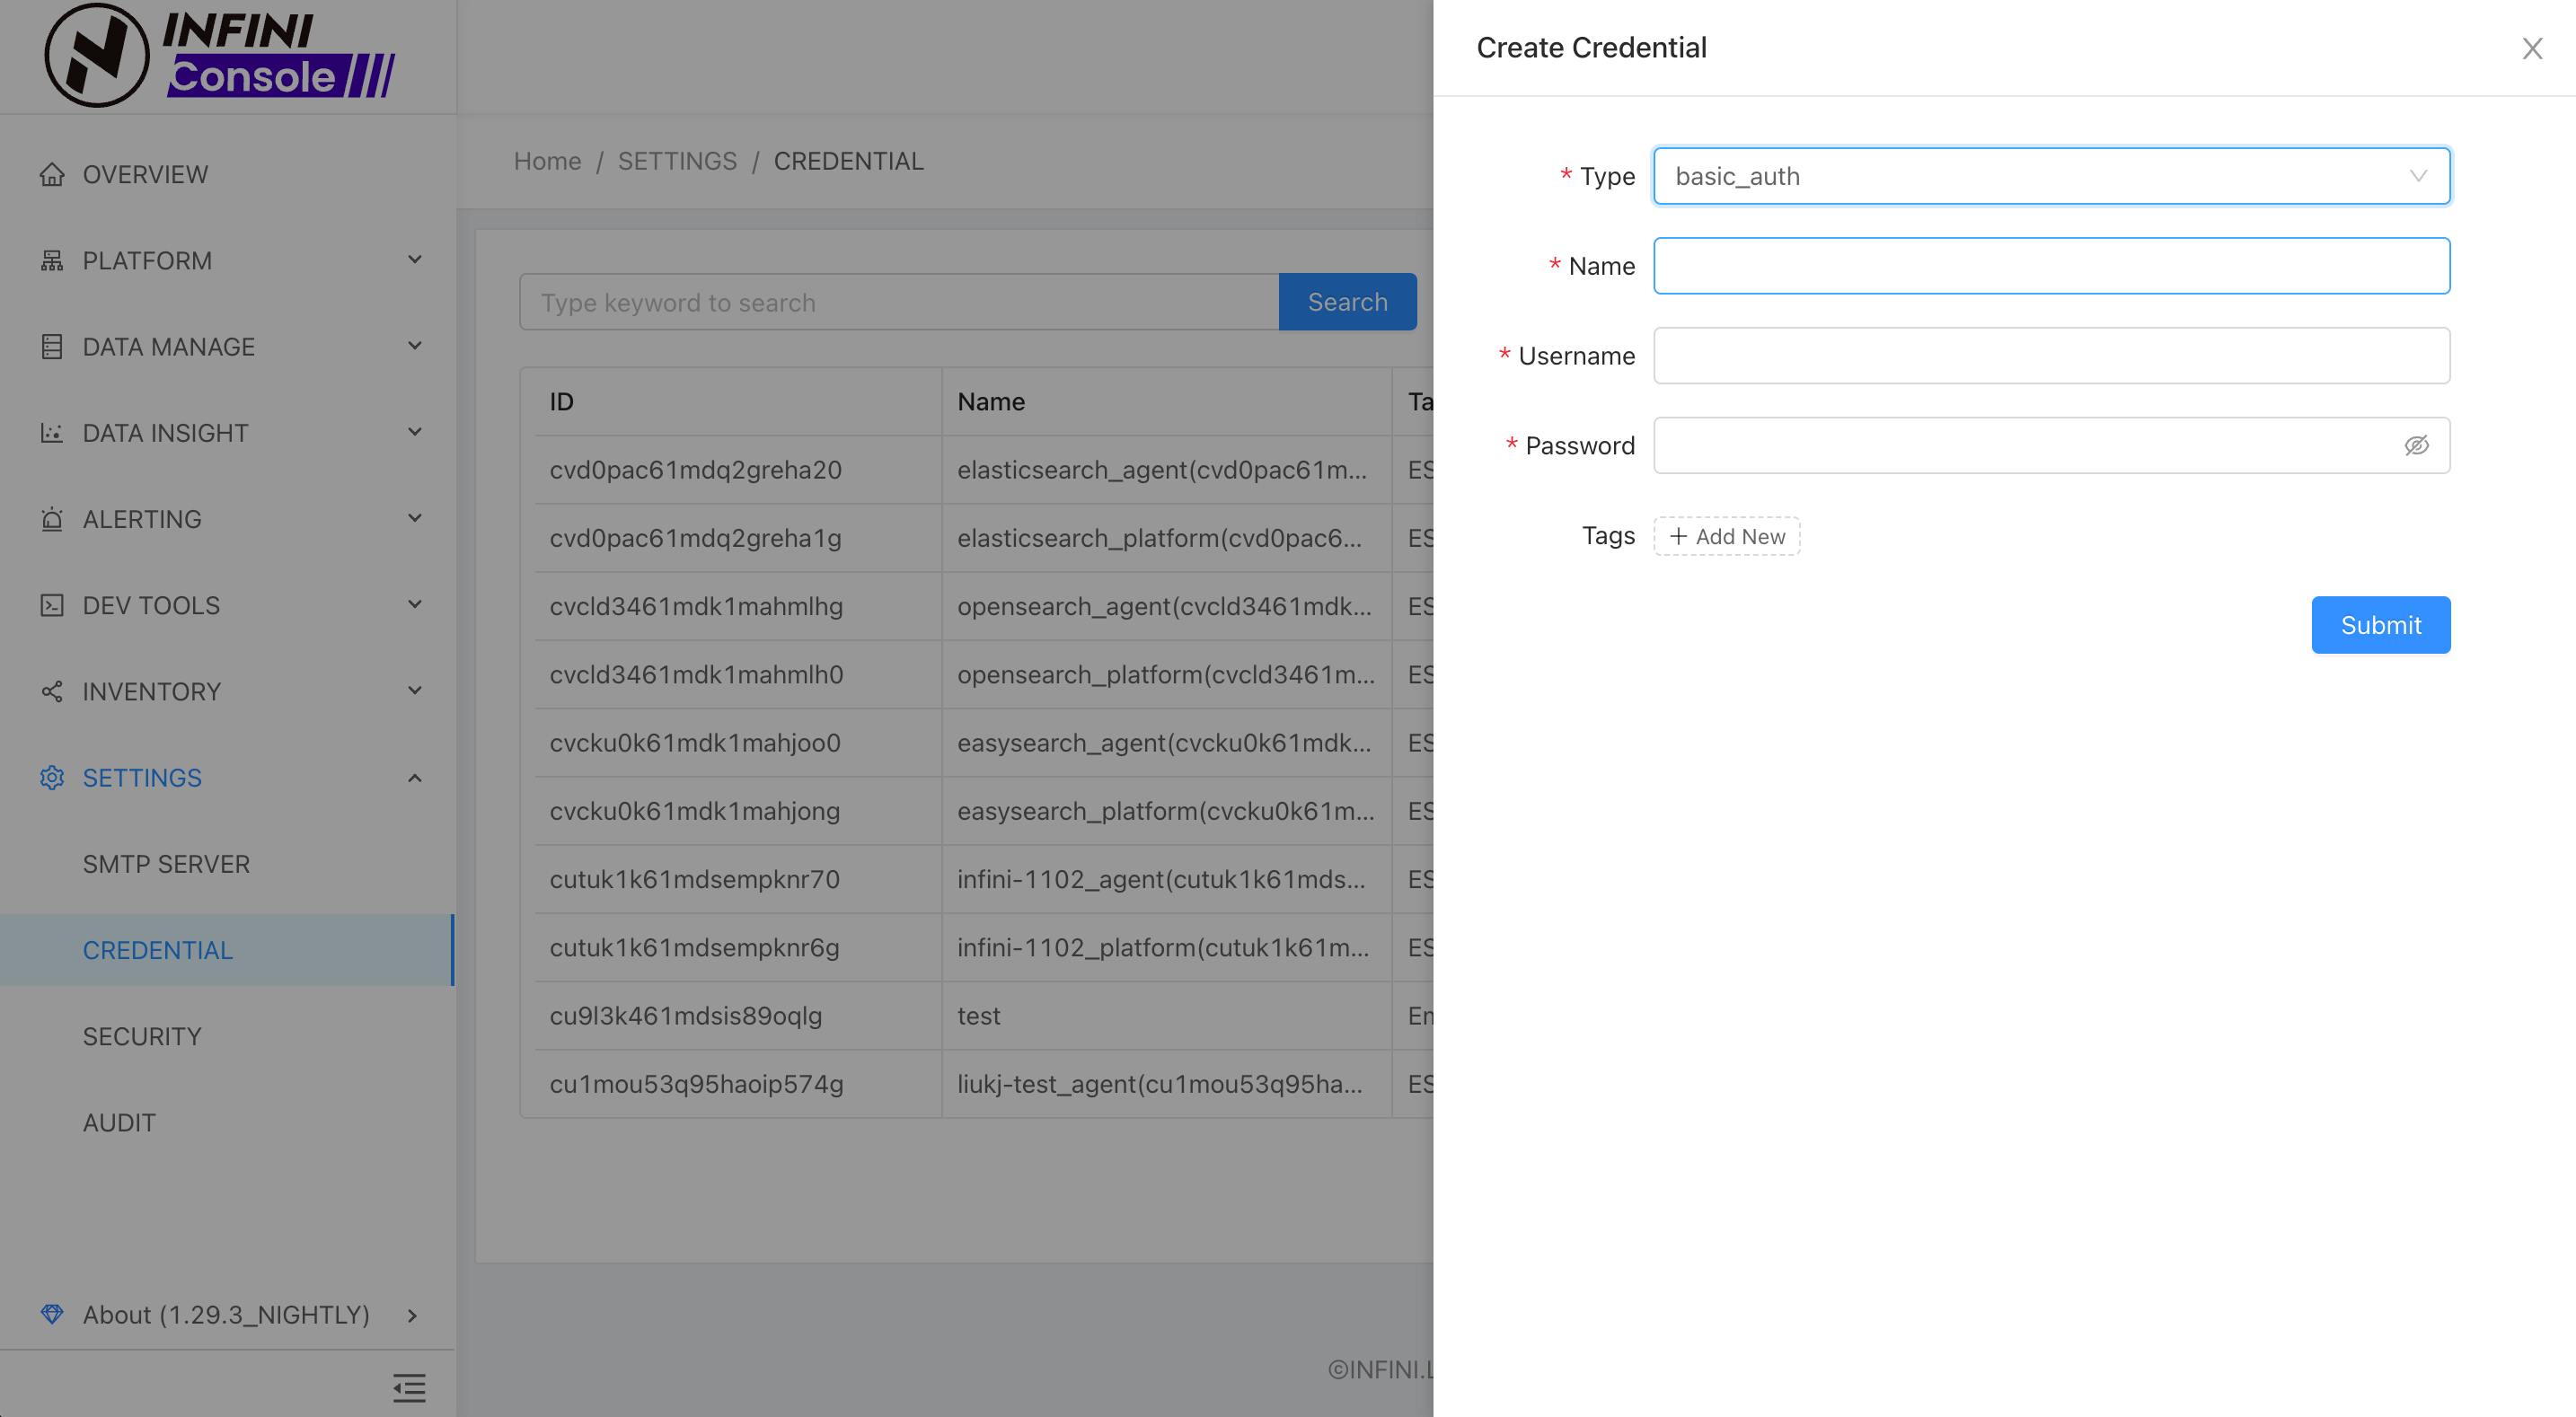 INFINI
Console
OVERVIEW
PLATFORM
DATA MANAGE
DATA INSIGHT
ALERTING
DEV TOOLS
INVENTORY
SETTINGS
SMTP SERVER
CREDENTIAL
SECURITY
AUDIT
About (1.29.3_NIGHTLY)
Home / SETTINGS / CREDENTIAL
Type keyword to search Search
ID Name Ta
cvd0pac61mdq2greha20 elasticsearch_agent(cvd0pac61m... ES
cvd0pac61mdq2greha1g elasticsearch_platform(cvd0pac6... ES
cvcld3461mdk1mahmlhg opensearch_agent(cvcld3461mdk... ES
cvcld3461mdk1mahmlh0 opensearch_platform(cvcld3461m... ES
cvcku0k61mdk1mahjoo0 easysearch_agent(cvcku0k61mdk... ES
cvcku0k61mdk1mahjong easysearch_platform(cvcku0k61m... ES
cutuk1k61mdsempknr70 infini-1102_agent(cutuk1k61mds... ES
cutuk1k61mdsempknr6g infini-1102_platform(cutuk1k61m... ES
cu9l3k461mdsis89oqlg test Em
cu1mou53q95haoip574g liukj-test_agent(cu1mou53q95ha... ES
©INFINI.L
Create Credential
* Type basic_auth
* Name
* Username
* Password
Tags + Add New
Submit